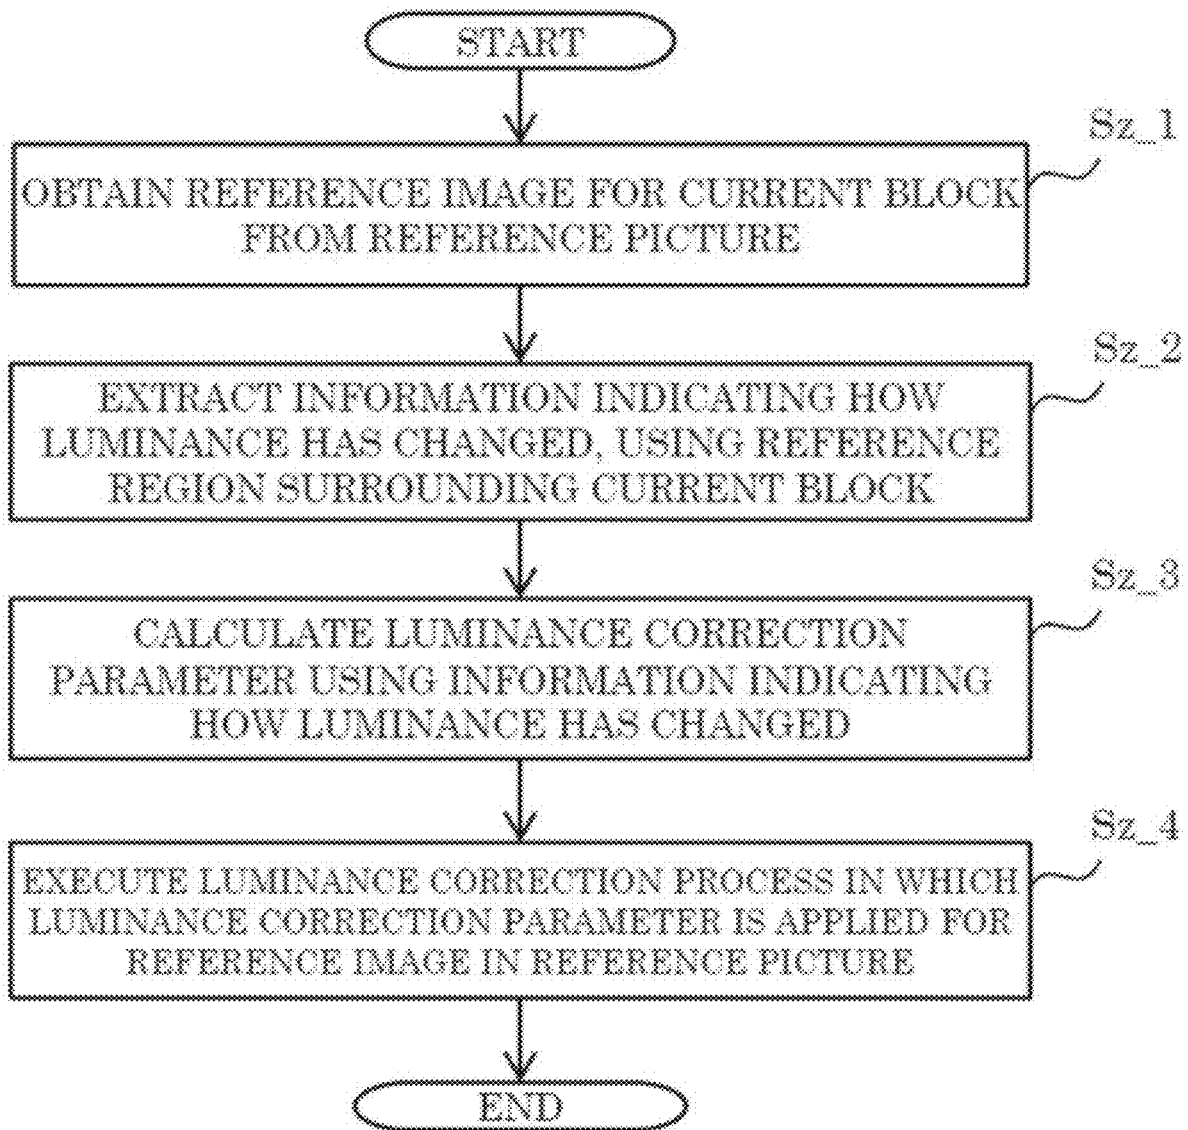 START
Sz_1
OBTAIN REFERENCE IMAGE FOR CURRENT BLOCK
FROM REFERENCE PICTURE
Sz_2
EXTRACT INFORMATION INDICATING HOW
LUMINANCE HAS CHANGED, USING REFERENCE
REGION SURROUNDING CURRENT BLOCK
Sz_3
CALCULATE LUMINANCE CORRECTION
PARAMETER USING INFORMATION INDICATING
HOW LUMINANCE HAS CHANGED
Sz_4
EXECUTE LUMINANCE CORRECTION PROCESS IN WHICH
LUMINANCE CORRECTION PARAMETER IS APPLIED FOR
REFERENCE IMAGE IN REFERENCE PICTURE
END